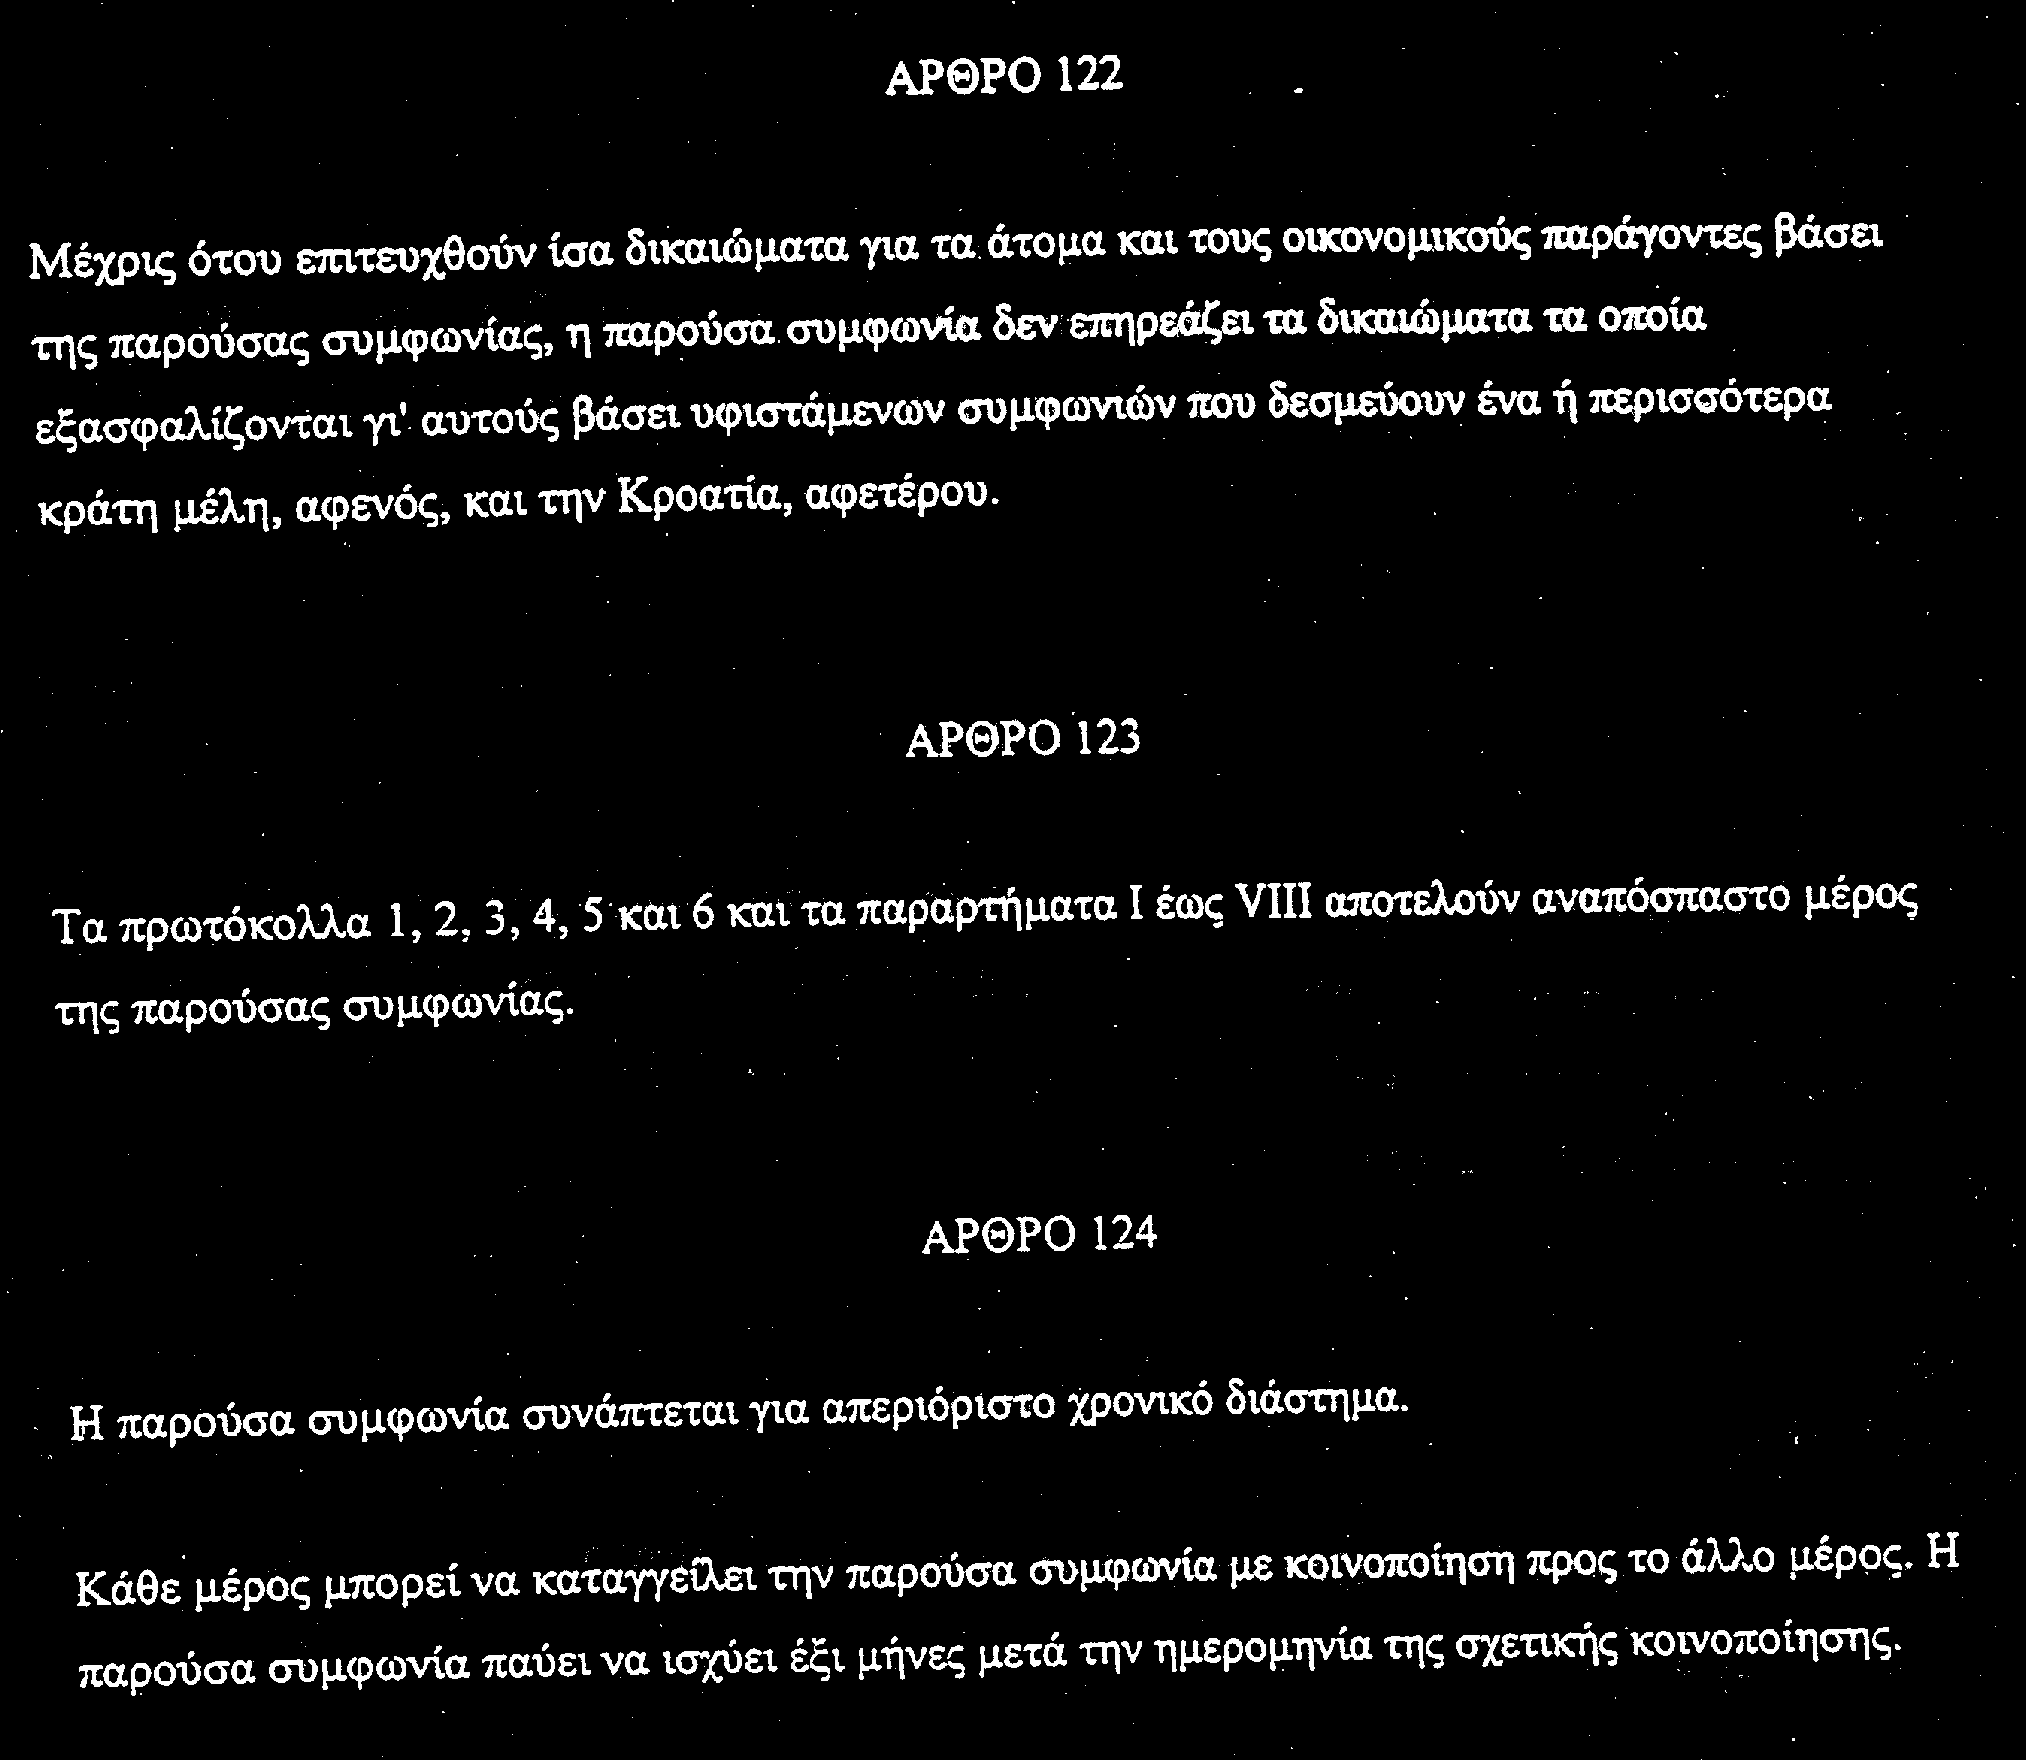 ΑΡΘΡΟ 122
Μέχρις ότου επιτευχθούν ίσα δικαιώματα για τα άτομα και τους οικονομικούς παράγοντες βάσει
της παρούσας συμφωνίας, η παρούσα συμφωνία δεν επηρεάζει τα δικαιώματα τα οποία
εξασφαλίζονται γι' αυτούς βάσει υφιστάμενων συμφωνιών που δεσμεύουν ένα ή περισσότερα
κράτη μέλη, αφενός, και την Κροατία, αφετέρου.
ΑΡΘΡΟ 123
Τα πρωτόκολλα 1, 2, 3, 4, 5 και 6 και τα παραρτήματα Ι έως VIII αποτελούν αναπόσπαστο μέρος
της παρούσας συμφωνίας.
ΑΡΘΡΟ 124
Η παρούσα συμφωνία συνάπτεται για απεριόριστο χρονικό διάστημα.
Κάθε μέρος μπορεί να καταγγείλει την παρούσα συμφωνία με κοινοποίηση προς το άλλο μέρος. Η
παρούσα συμφωνία παύει να ισχύει έξι μήνες μετά την ημερομηνία της σχετικής κοινοποίησης.